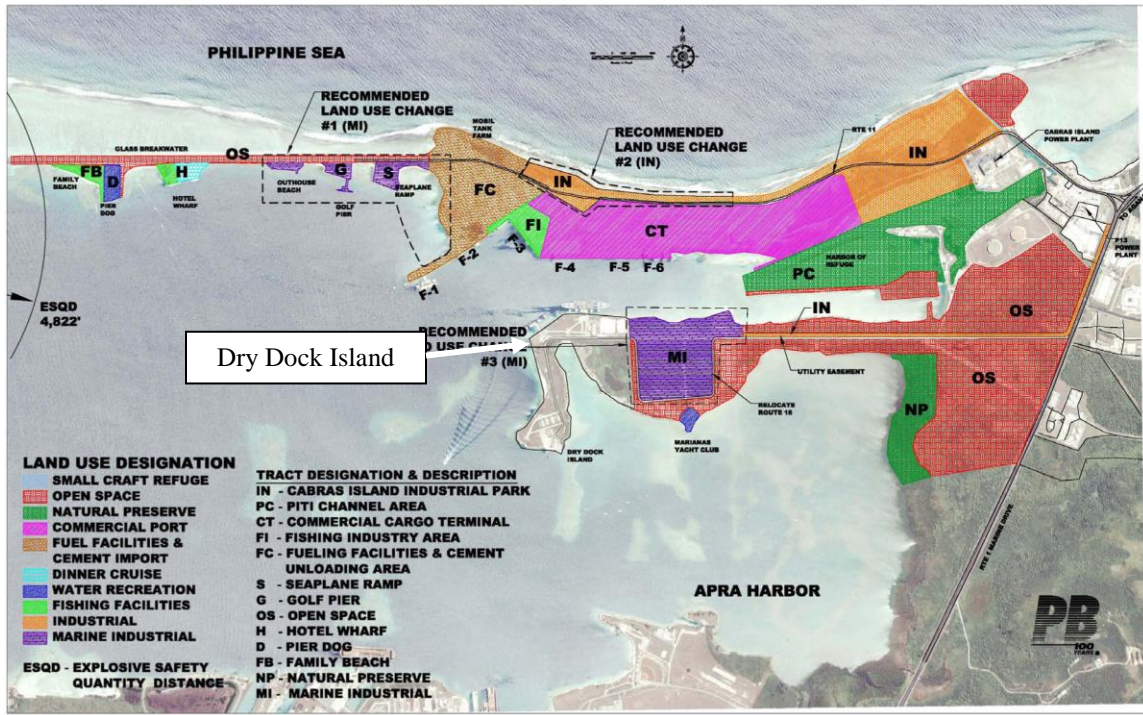 PHILIPPINE SEA
RECOMMENDED
LAND USE CHANGE
#1 (MI)
MOBIL
TANK
FARM
RECOMMENDED
LAND USE CHANGE
#2 (IN)
RTE 11
CABRAS ISLAND
POWER PLANT
GLASS BREAKWATER
OS
IN
FB
D
H
G
S
FC
IN
FAMILY
BEACH
PIER
DOG
HOTEL
WHARF
OUTHOUSE
BEACH
GOLF
PIER
SEAPLANE
RAMP
FI
CT
F-1
F-2
F-3
F-4
F-5
F-6
HARBOR OF
REFUGE
PC
POWER
PLANT
ESQD
4,822'
IN
OS
RECOMMENDED
#3 (MI)
Dry Dock Island
MI
UTILITY EASEMENT
OS
NP
RELOCATE
ROUTE 18
MARIANAS
YACHT CLUB
DRY DOCK
ISLAND
RTE 1 MARINE DRIVE
APRA HARBOR
LAND USE DESIGNATION
SMALL CRAFT REFUGE
OPEN SPACE
NATURAL PRESERVE
COMMERCIAL PORT
FUEL FACILITIES &
CEMENT IMPORT
DINNER CRUISE
WATER RECREATION
FISHING FACILITIES
INDUSTRIAL
MARINE INDUSTRIAL
ESQD - EXPLOSIVE SAFETY
QUANTITY DISTANCE
TRACT DESIGNATION & DESCRIPTION
IN - CABRAS ISLAND INDUSTRIAL PARK
PC - PITI CHANNEL AREA
CT - COMMERCIAL CARGO TERMINAL
FI - FISHING INDUSTRY AREA
FC - FUELING FACILITIES & CEMENT
UNLOADING AREA
S - SEAPLANE RAMP
G - GOLF PIER
OS - OPEN SPACE
H - HOTEL WHARF
D - PIER DOG
FB - FAMILY BEACH
NP - NATURAL PRESERVE
MI - MARINE INDUSTRIAL
PB
100
YEARS